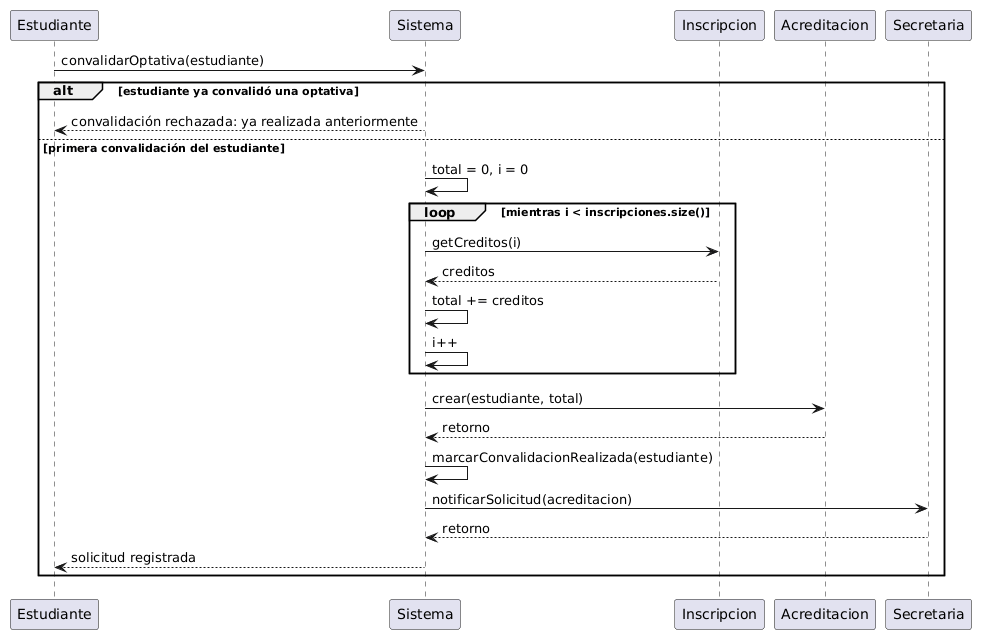 Estudiante Sistema Inscripcion Acreditacion Secretaria
convalidarOptativa(estudiante)
alt [estudiante ya convalidó una optativa]
convalidación rechazada: ya realizada anteriormente
[primera convalidación del estudiante]
total = 0, i = 0
loop [mientras i < inscripciones.size()]
getCreditos(i)
creditos
total += creditos
i++
crear(estudiante, total)
retorno
marcarConvalidacionRealizada(estudiante)
notificarSolicitud(acreditacion)
retorno
solicitud registrada
Estudiante Sistema Inscripcion Acreditacion Secretaria